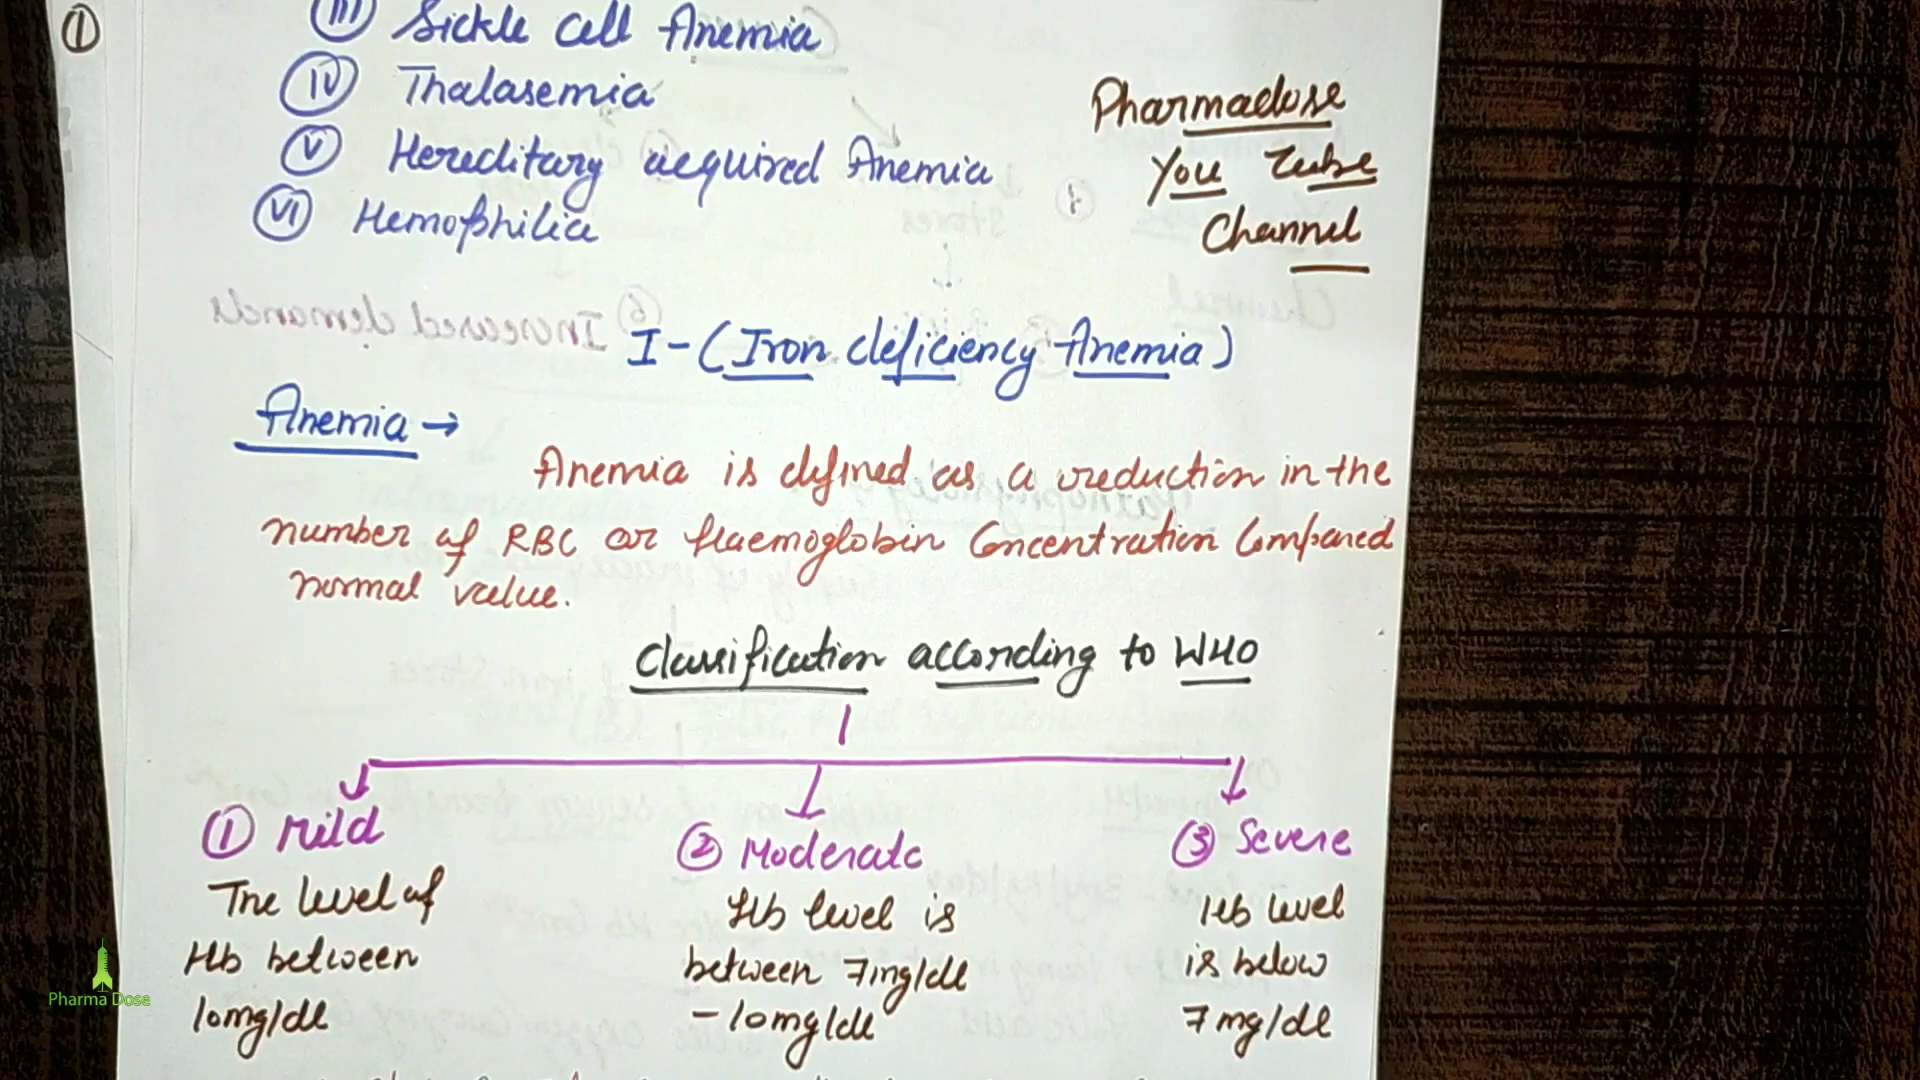 ①
III Sickle cell Anemia
IV Thalasemia
V Hereditary acquired Anemia
VI Hemophilia
Pharmadose
You Tube
Channel
I-(Iron deficiency Anemia)
Anemia →
Anemia is defined as a reduction in the
number of RBC or Haemoglobin Concentration Compared
normal value.
Classification according to WHO
① Mild
The level of
Hb between
10mg/dl
② Moderate
Hb level is
between 7mg/dl
-10mg/dl
③ Severe
Hb level
is below
7mg/dl
Pharma Dose